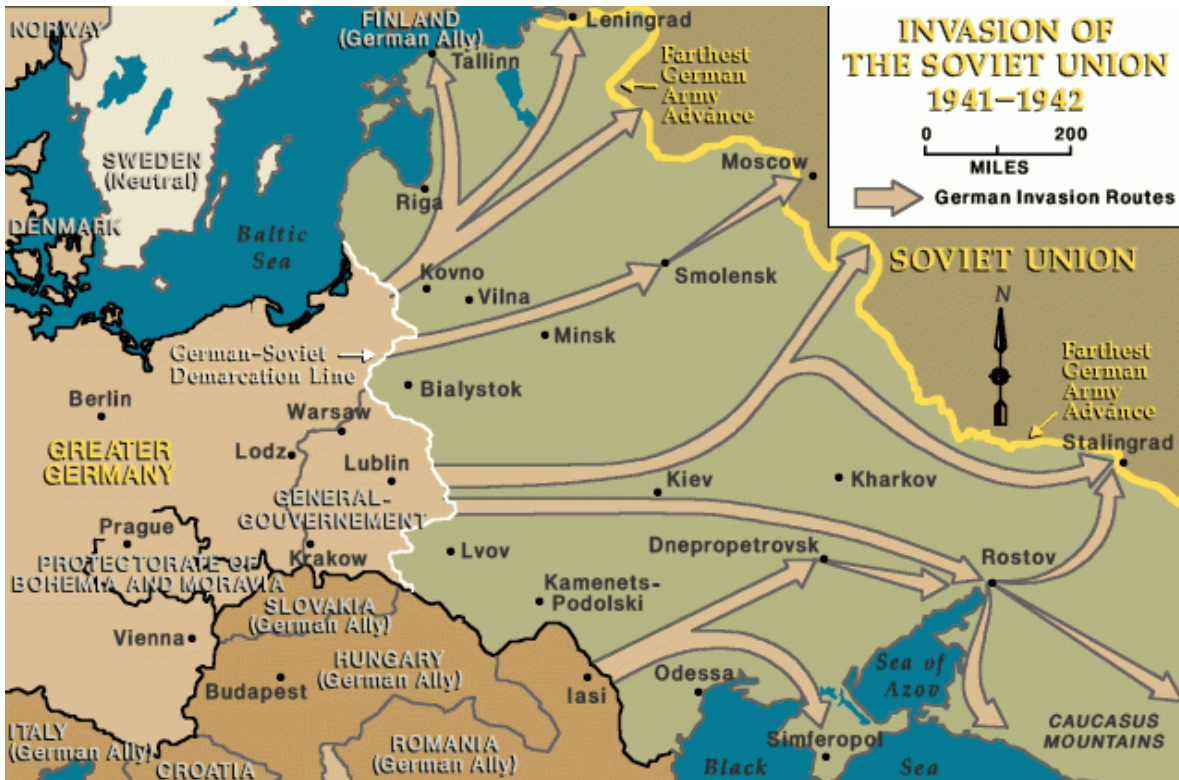 INVASION OF
THE SOVIET UNION
1941–1942
0 200
MILES
German Invasion Routes
NORWAY
FINLAND
(German Ally)
Leningrad
Tallinn
Farthest
German
Army
Advance
SWEDEN
(Neutral)
Moscow
Riga
DENMARK
Baltic
Sea
SOVIET UNION
Kovno
Smolensk
Vilna
N
Minsk
German–Soviet
Demarcation Line
Farthest
German
Army
Advance
Bialystok
Berlin
Warsaw
Stalingrad
GREATER
GERMANY
Lodz
Lublin
Kiev
Kharkov
GENERAL-
GOUVERNEMENT
Prague
Krakow
Lvov
Dnepropetrovsk
Rostov
PROTECTORATE OF
BOHEMIA AND MORAVIA
Kamenets-
Podolski
SLOVAKIA
(German Ally)
Vienna
HUNGARY
(German Ally)
Budapest
Iasi
Odessa
Sea of
Azov
ITALY
(German Ally)
CROATIA
ROMANIA
(German Ally)
Simferopol
CAUCASUS
MOUNTAINS
Black Sea